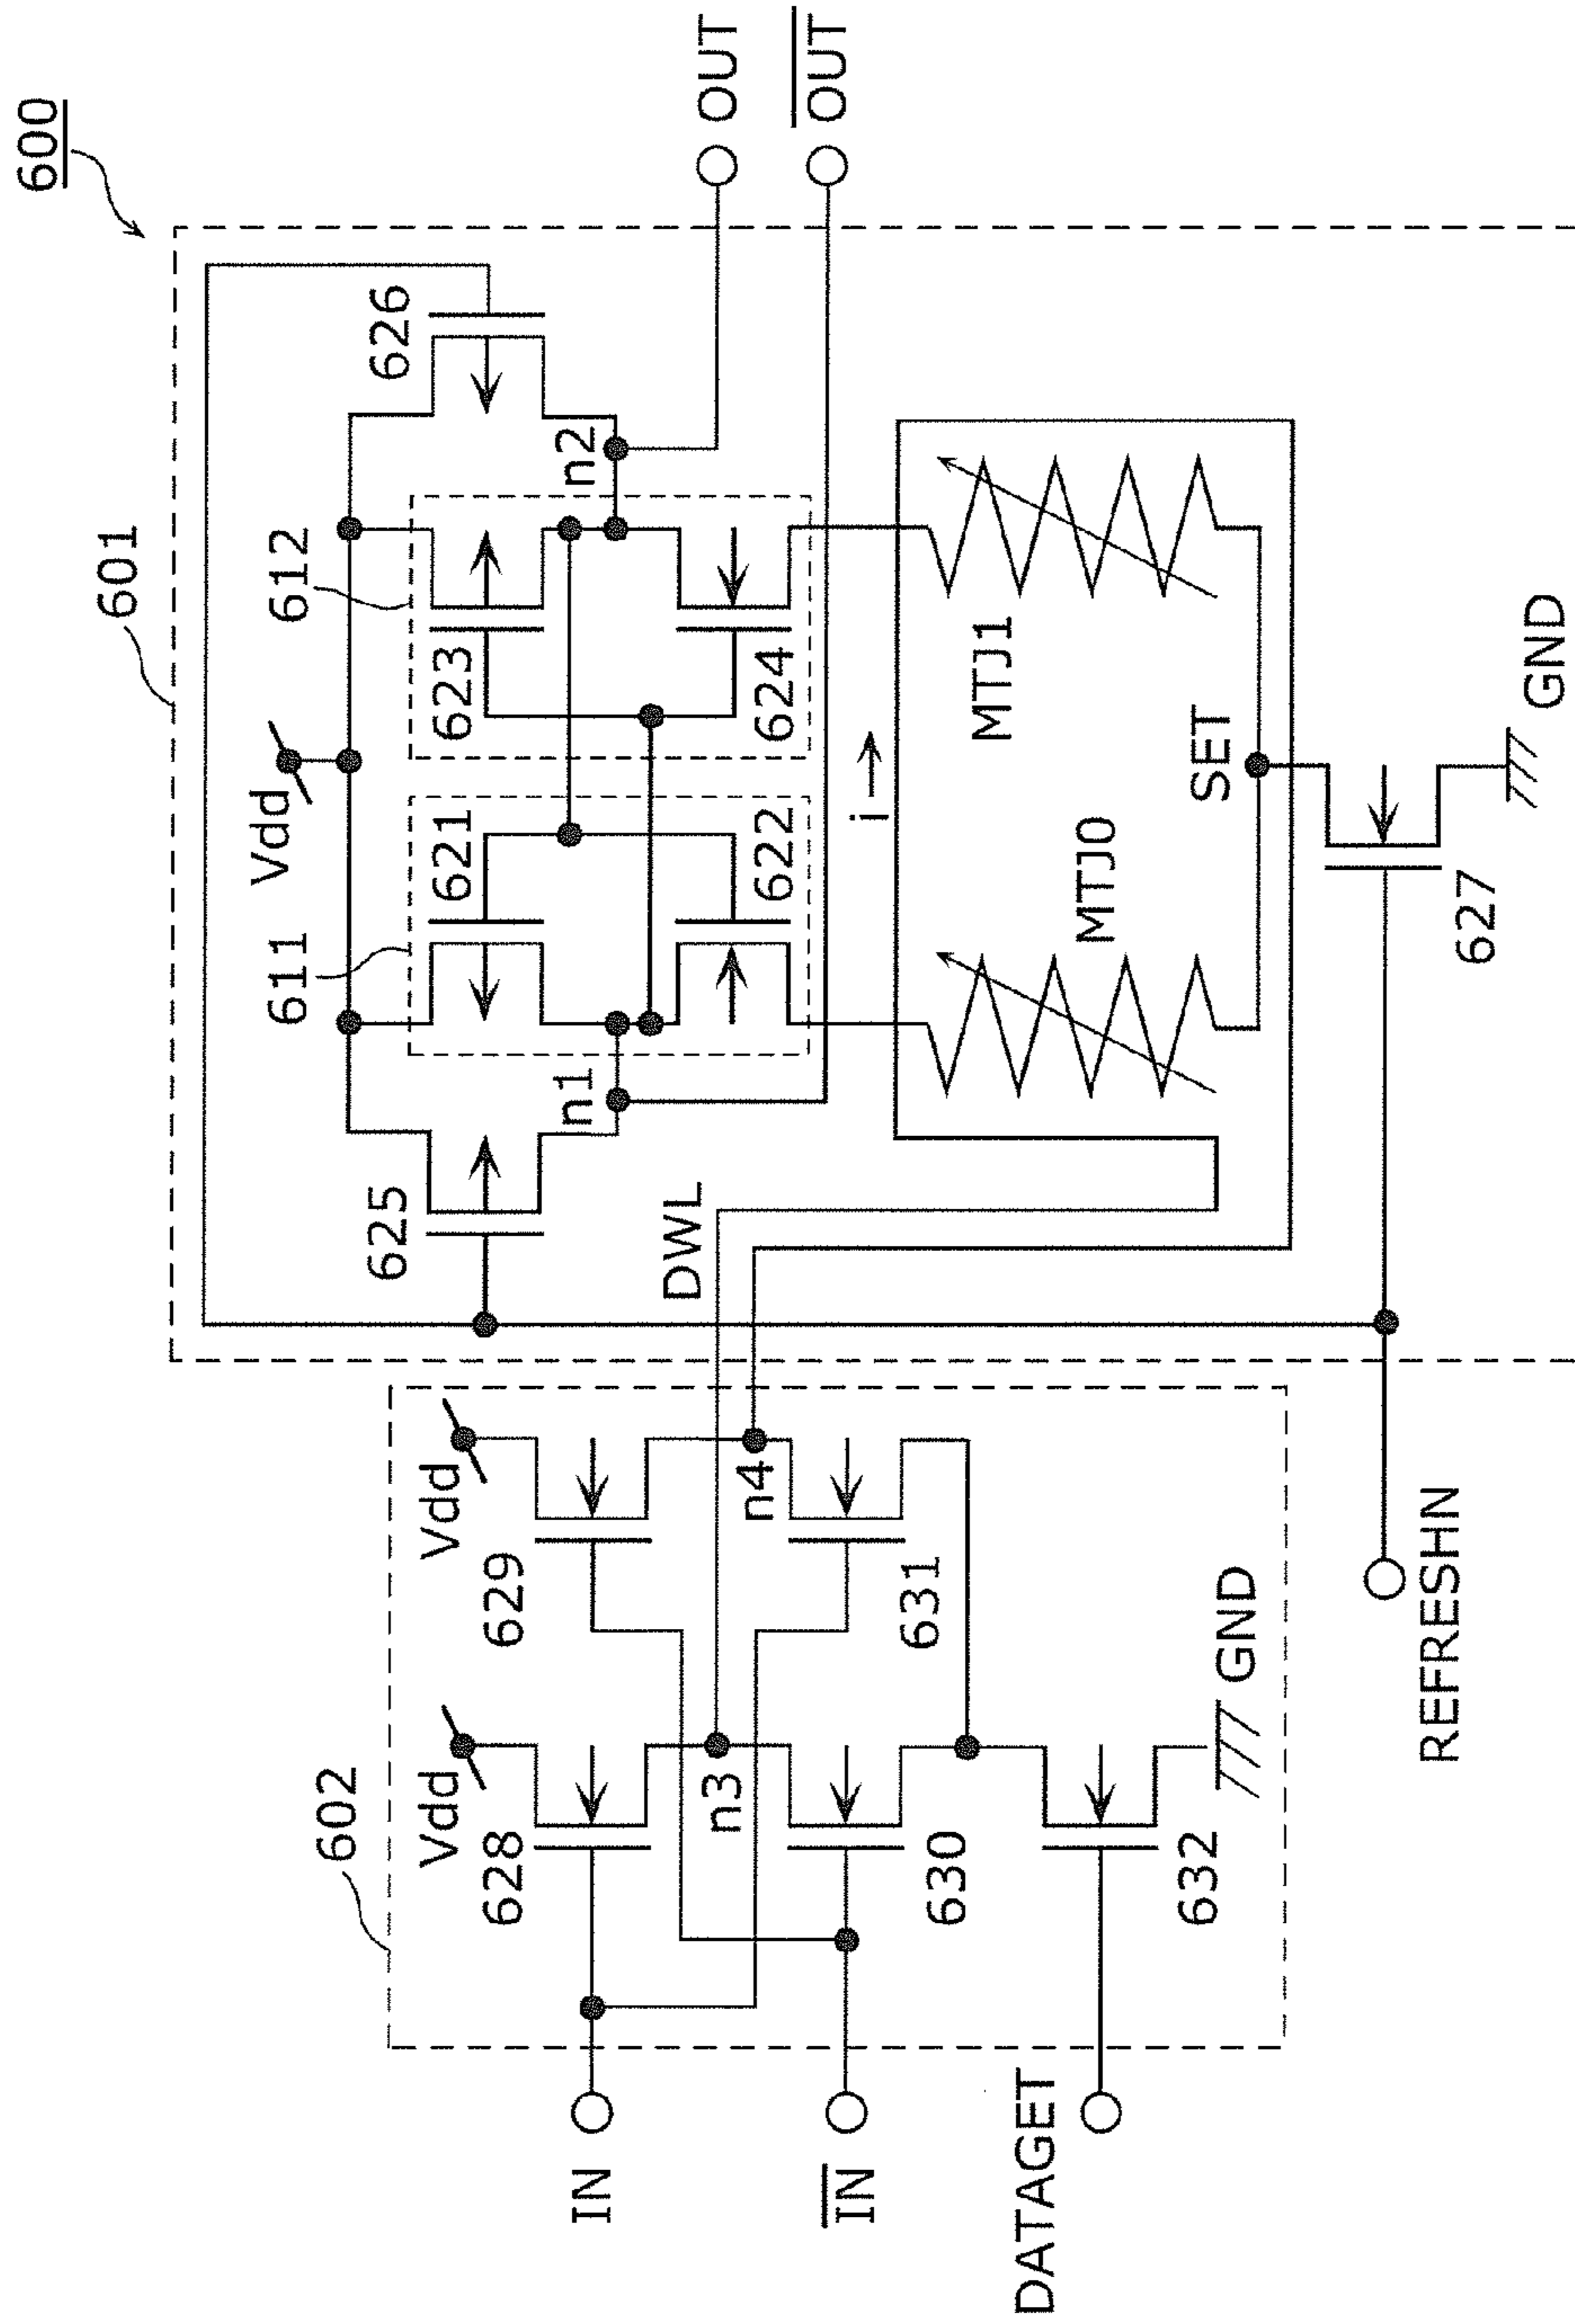 600
601
602
Vdd
611
612
621
622
623
624
625
626
n1
n2
OUT
OUT
DWL
i
MTJ0
MTJ1
SET
627
GND
Vdd
Vdd
628
629
n3
n4
630
631
632
GND
IN
IN
DATAGET
REFRESHN